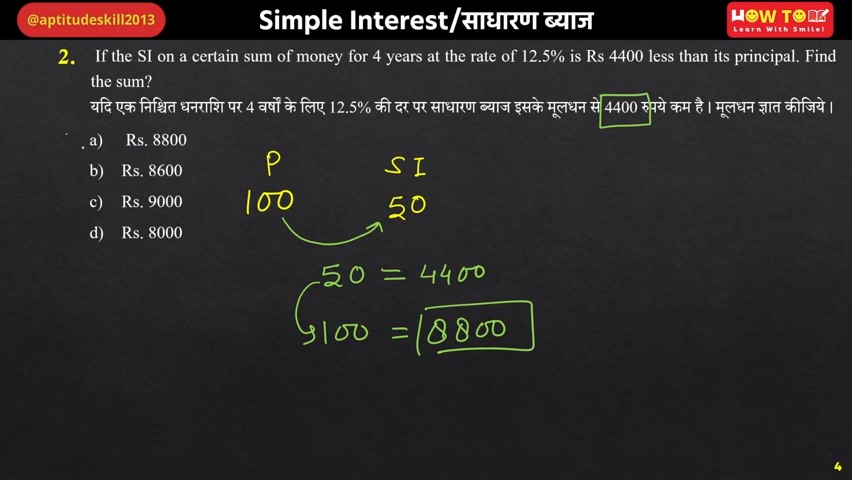 @aptitudeskill2013
Simple Interest/साधारण ब्याज
HOW TO
Learn With Smile!
2. If the SI on a certain sum of money for 4 years at the rate of 12.5% is Rs 4400 less than its principal. Find
the sum?
यदि एक निश्चित धनराशि पर 4 वर्षों के लिए 12.5% की दर पर साधारण ब्याज इसके मूलधन से 4400 रुपये कम है। मूलधन ज्ञात कीजिये।
a) Rs. 8800
b) Rs. 8600
c) Rs. 9000
d) Rs. 8000
P SI
100 50
50 = 4400
100 = 8800
4